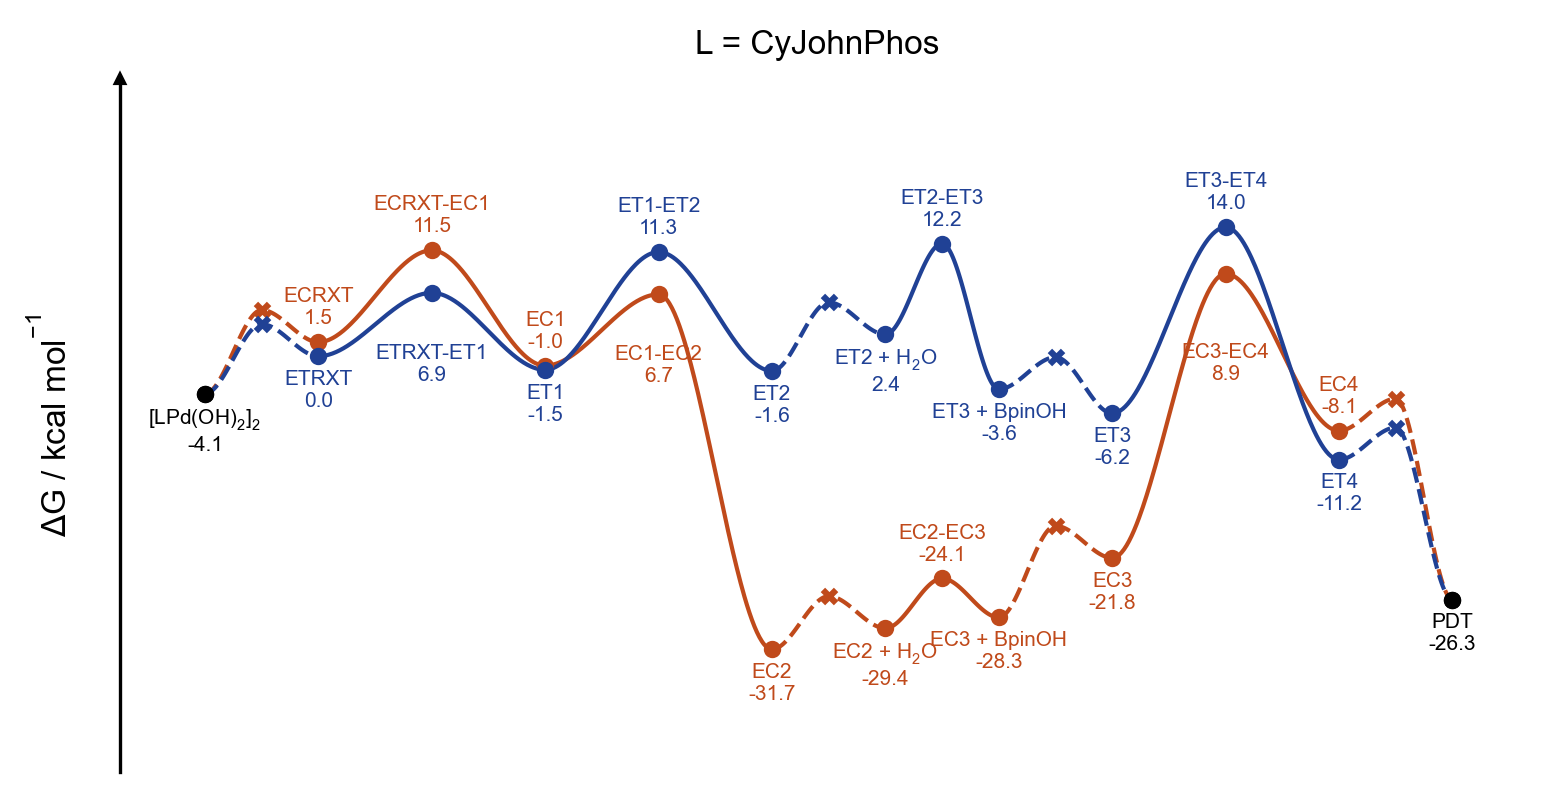 L = CyJohnPhos
ΔG / kcal mol⁻¹
[LPd(OH)₂]₂
-4.1
ECRXT
1.5
ETRXT
0.0
ECRXT-EC1
11.5
ETRXT-ET1
6.9
EC1
-1.0
ET1
-1.5
ET1-ET2
11.3
EC1-EC2
6.7
ET2
-1.6
EC2
-31.7
ET2 + H₂O
2.4
EC2 + H₂O
-29.4
ET2-ET3
12.2
EC2-EC3
-24.1
ET3 + BpinOH
-3.6
EC3 + BpinOH
-28.3
ET3
-6.2
EC3
-21.8
ET3-ET4
14.0
EC3-EC4
8.9
EC4
-8.1
ET4
-11.2
PDT
-26.3